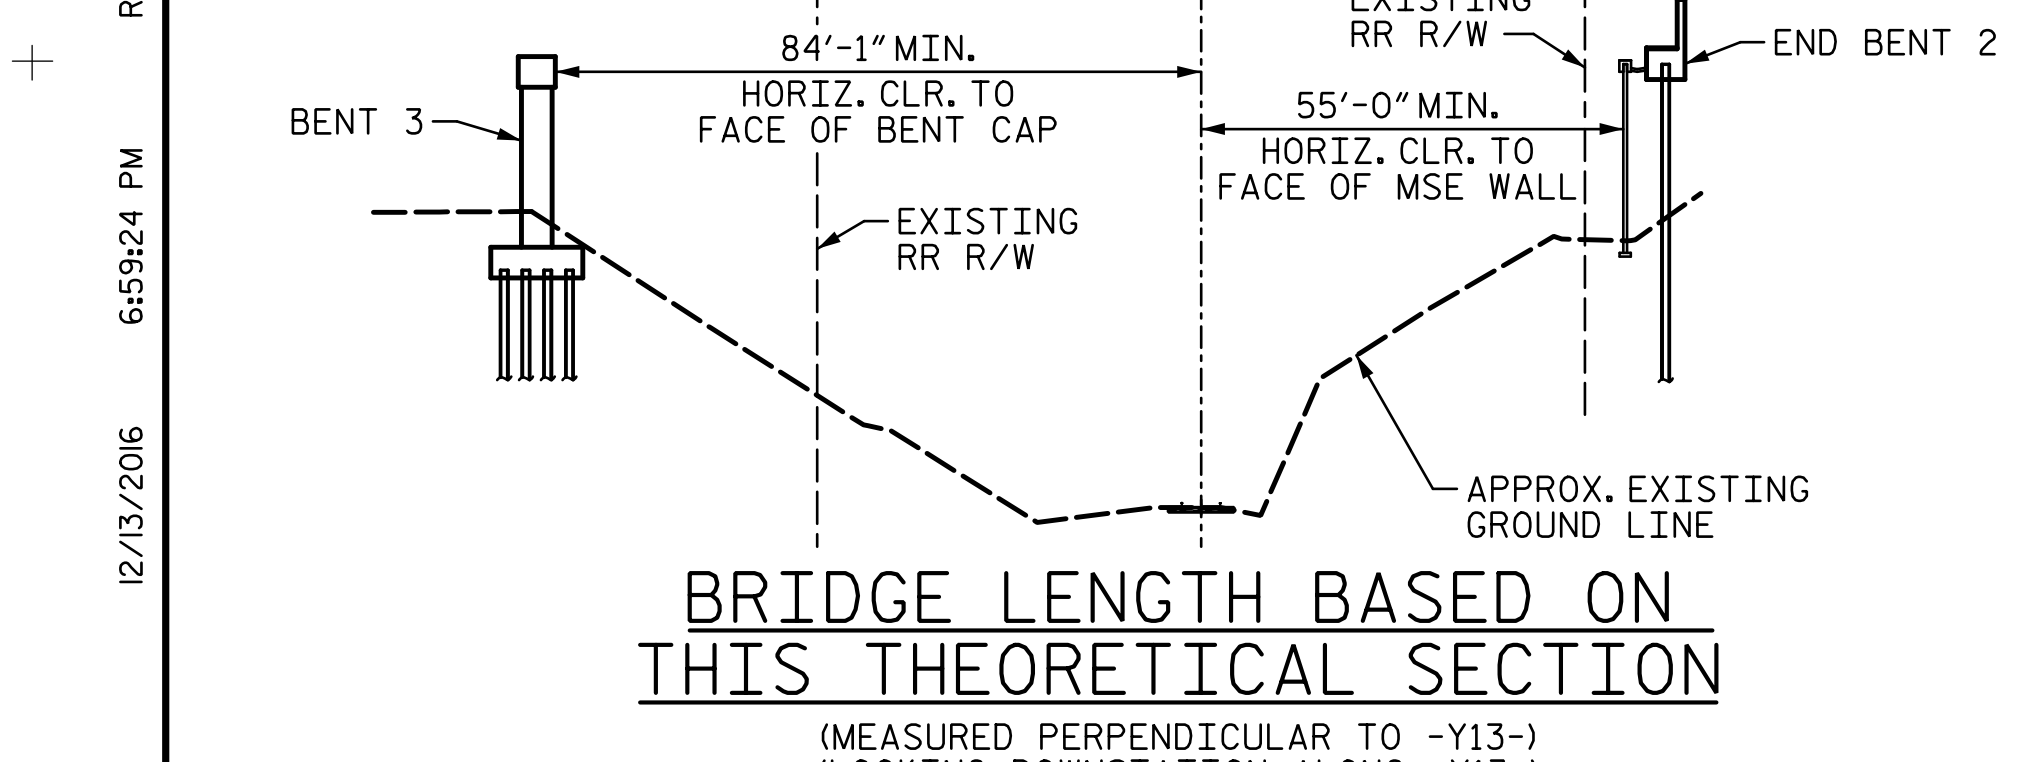 EXISTING
RR R/W
END BENT 2
84'-1" MIN.
HORIZ. CLR. TO
FACE OF BENT CAP
55'-0" MIN.
HORIZ. CLR. TO
FACE OF MSE WALL
BENT 3
EXISTING
RR R/W
APPROX. EXISTING
GROUND LINE
BRIDGE LENGTH BASED ON
THIS THEORETICAL SECTION
(MEASURED PERPENDICULAR TO -Y13-)
12/13/2016 6:59:24 PM